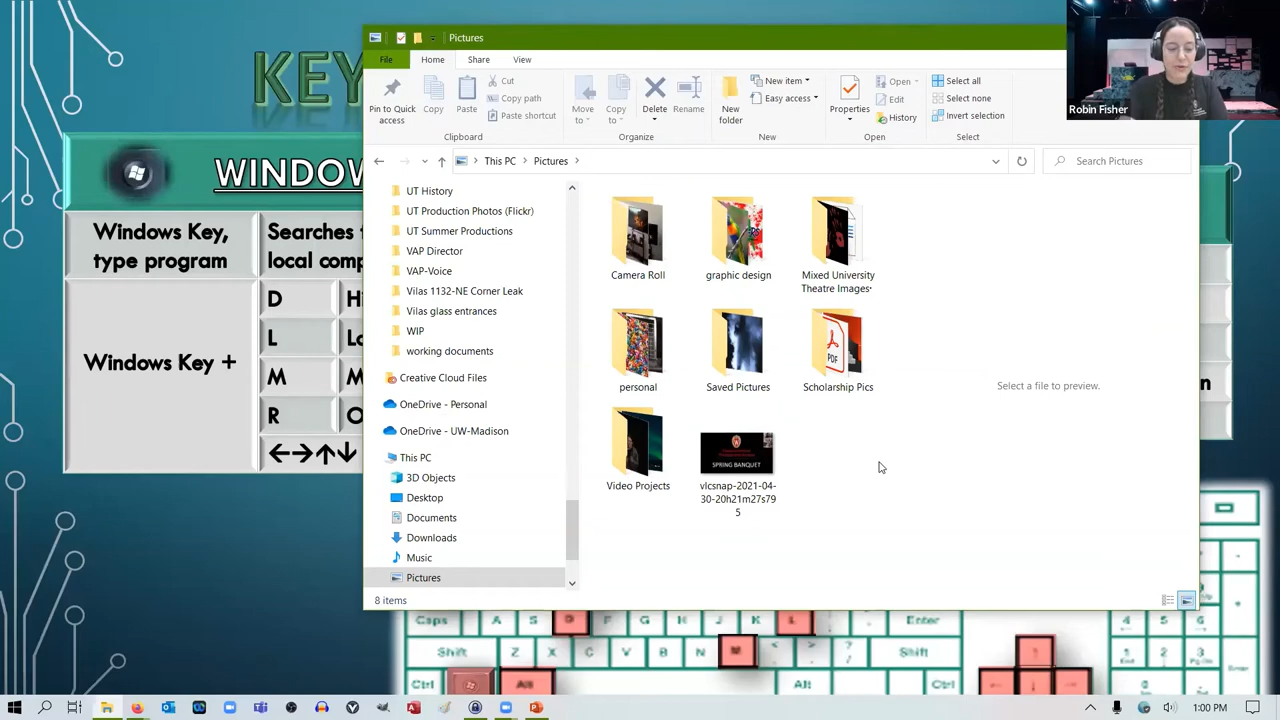 KEY
Pictures
File
Home
Share
View
Pin to Quick
access
Copy
Paste
Cut
Copy path
Paste shortcut
Clipboard
Move
to
Copy
to
Delete
Rename
Organize
New
folder
New item
Easy access
New
Properties
Open
Edit
History
Open
Select all
Select none
Invert selection
Select
Robin Fisher
This PC
Pictures
Search Pictures
WINDOW
Windows Key,
type program
Searches
local comp
Windows Key +
D
L
M
R
←→↑↓
UT History
UT Production Photos (Flickr)
UT Summer Productions
VAP Director
VAP-Voice
Vilas 1132-NE Corner Leak
Vilas glass entrances
WIP
working documents
Creative Cloud Files
OneDrive - Personal
OneDrive - UW-Madison
This PC
3D Objects
Desktop
Documents
Downloads
Music
Pictures
Camera Roll
graphic design
Mixed University
Theatre Images
personal
Saved Pictures
PDF
Scholarship Pics
Video Projects
SPRING BANQUET
vlcsnap-2021-04-
30-20h21m27s79
5
Select a file to preview.
8 items
Caps
A
S
D
F
G
H
J
K
L
Enter
Shift
Z
X
C
V
B
N
M
Shift
Ctrl
Alt
Alt
Ctrl
1:00 PM